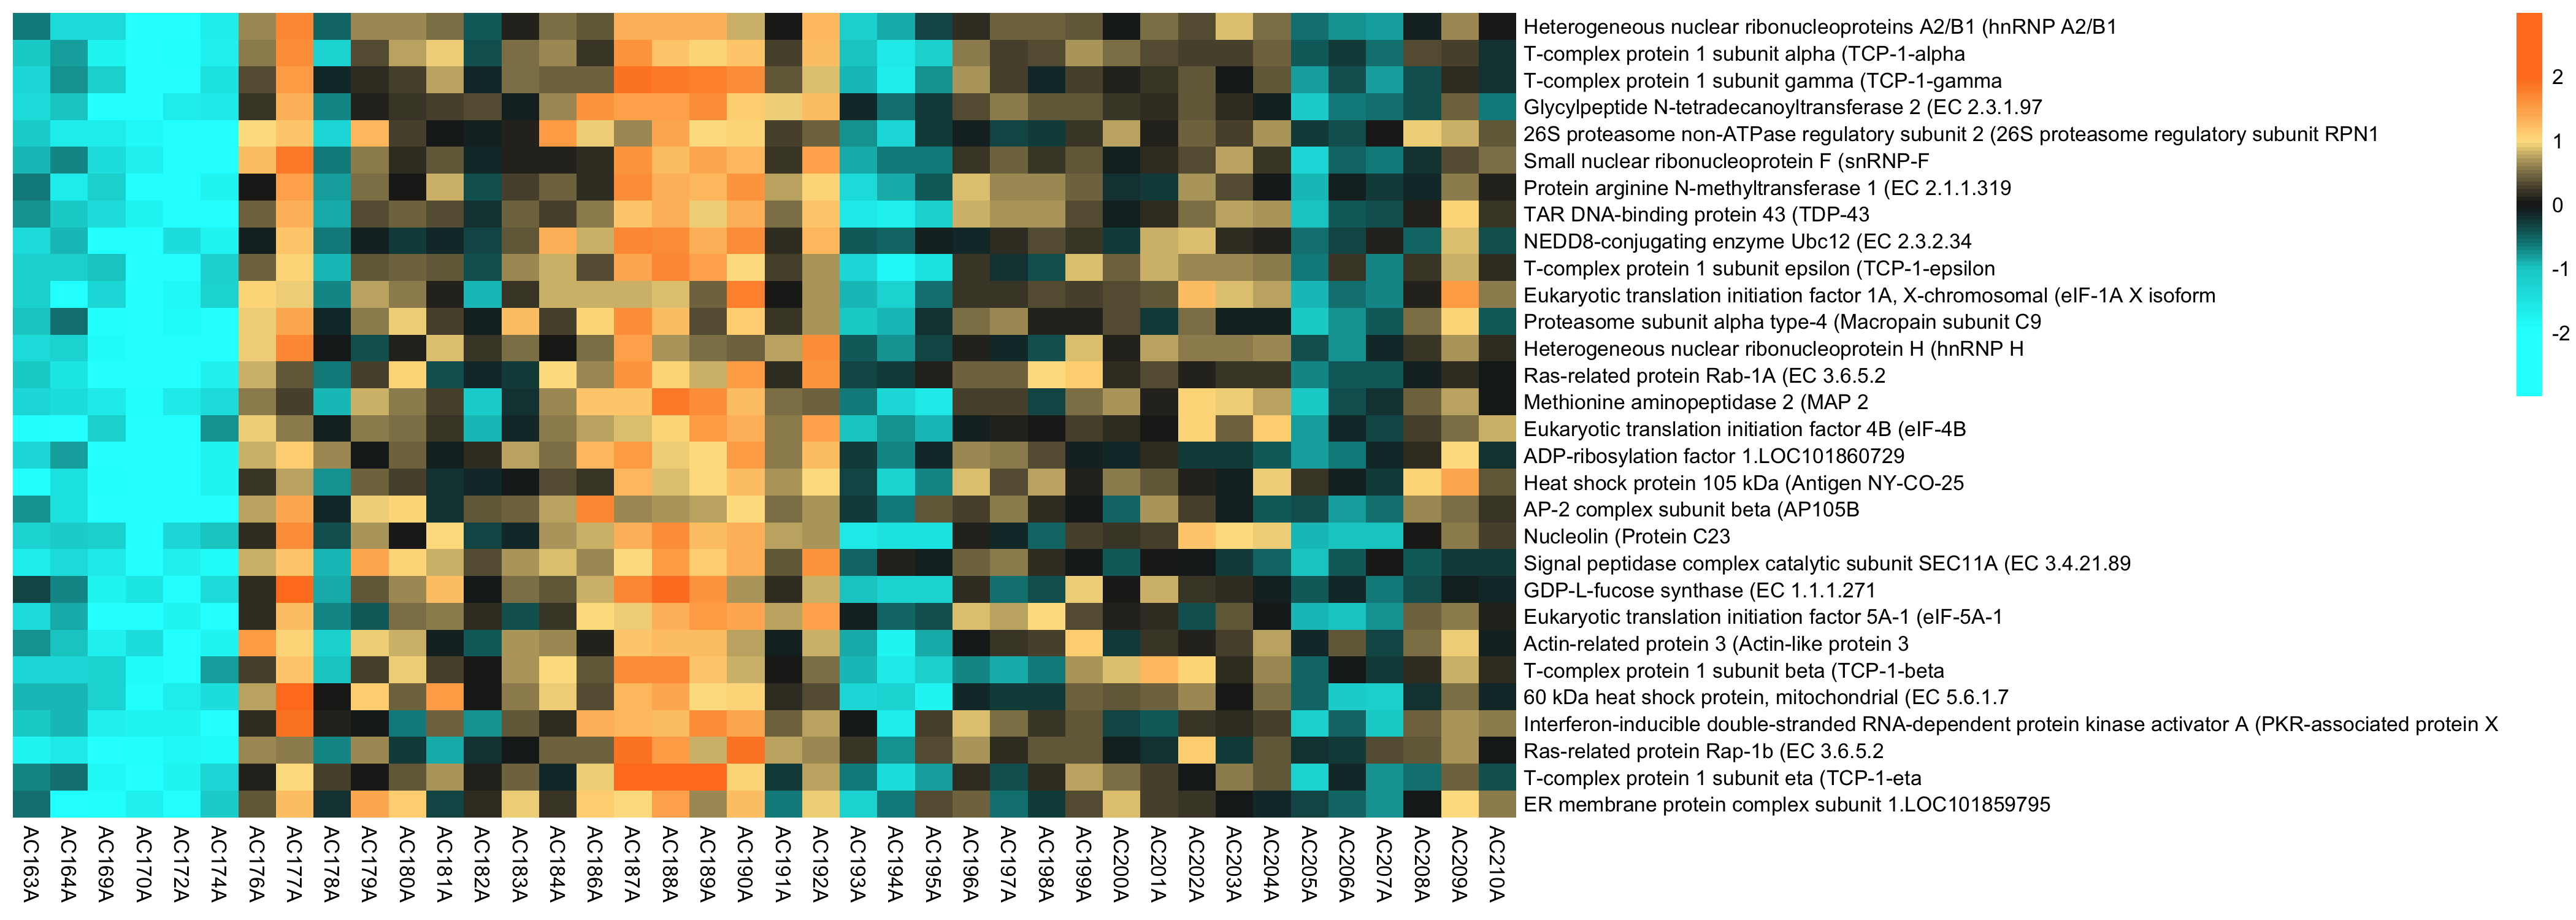 Heterogeneous nuclear ribonucleoproteins A2/B1 (hnRNP A2/B1
T-complex protein 1 subunit alpha (TCP-1-alpha
T-complex protein 1 subunit gamma (TCP-1-gamma
Glycylpeptide N-tetradecanoyltransferase 2 (EC 2.3.1.97
26S proteasome non-ATPase regulatory subunit 2 (26S proteasome regulatory subunit RPN1
Small nuclear ribonucleoprotein F (snRNP-F
Protein arginine N-methyltransferase 1 (EC 2.1.1.319
TAR DNA-binding protein 43 (TDP-43
NEDD8-conjugating enzyme Ubc12 (EC 2.3.2.34
T-complex protein 1 subunit epsilon (TCP-1-epsilon
Eukaryotic translation initiation factor 1A, X-chromosomal (eIF-1A X isoform
Proteasome subunit alpha type-4 (Macropain subunit C9
Heterogeneous nuclear ribonucleoprotein H (hnRNP H
Ras-related protein Rab-1A (EC 3.6.5.2
Methionine aminopeptidase 2 (MAP 2
Eukaryotic translation initiation factor 4B (eIF-4B
ADP-ribosylation factor 1.LOC101860729
Heat shock protein 105 kDa (Antigen NY-CO-25
AP-2 complex subunit beta (AP105B
Nucleolin (Protein C23
Signal peptidase complex catalytic subunit SEC11A (EC 3.4.21.89
GDP-L-fucose synthase (EC 1.1.1.271
Eukaryotic translation initiation factor 5A-1 (eIF-5A-1
Actin-related protein 3 (Actin-like protein 3
T-complex protein 1 subunit beta (TCP-1-beta
60 kDa heat shock protein, mitochondrial (EC 5.6.1.7
Interferon-inducible double-stranded RNA-dependent protein kinase activator A (PKR-associated protein X
Ras-related protein Rap-1b (EC 3.6.5.2
T-complex protein 1 subunit eta (TCP-1-eta
ER membrane protein complex subunit 1.LOC101859795
2
1
0
-1
-2
AC163A
AC164A
AC169A
AC170A
AC172A
AC174A
AC176A
AC177A
AC178A
AC179A
AC180A
AC181A
AC182A
AC183A
AC184A
AC186A
AC187A
AC188A
AC189A
AC190A
AC191A
AC192A
AC193A
AC194A
AC195A
AC196A
AC197A
AC198A
AC199A
AC200A
AC201A
AC202A
AC203A
AC204A
AC205A
AC206A
AC207A
AC208A
AC209A
AC210A